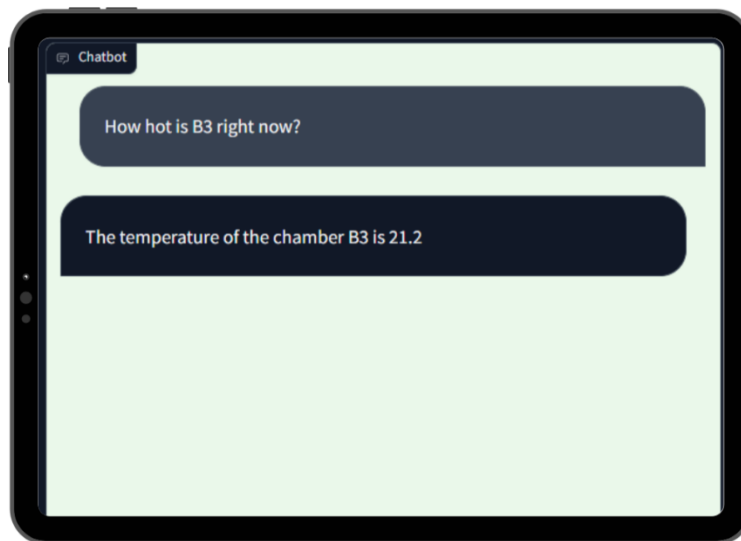 Chatbot
How hot is B3 right now?
The temperature of the chamber B3 is 21.2